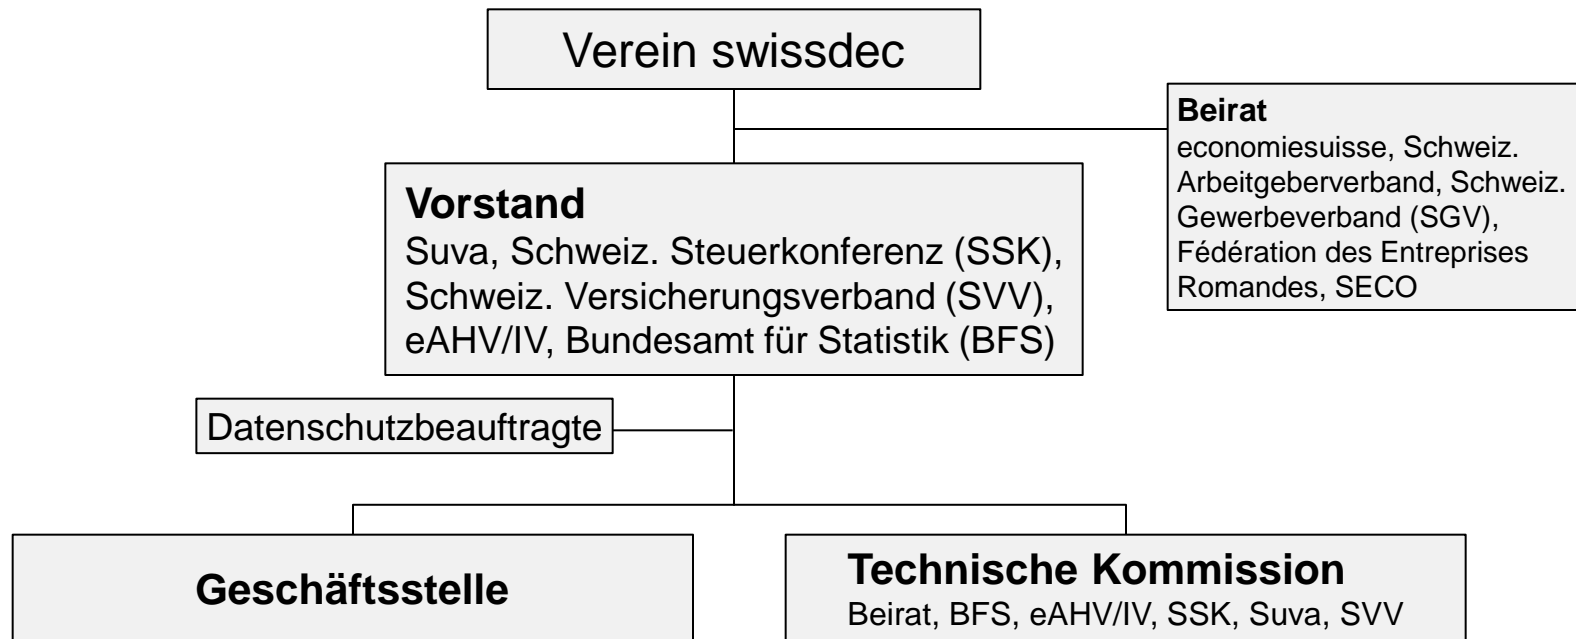 Verein swissdec
Beirat
economiesuisse, Schweiz.
Arbeitgeberverband, Schweiz.
Gewerbeverband (SGV),
Fédération des Entreprises
Romandes, SECO
Vorstand
Suva, Schweiz. Steuerkonferenz (SSK),
Schweiz. Versicherungsverband (SVV),
eAHV/IV, Bundesamt für Statistik (BFS)
Datenschutzbeauftragte
Geschäftsstelle
Technische Kommission
Beirat, BFS, eAHV/IV, SSK, Suva, SVV